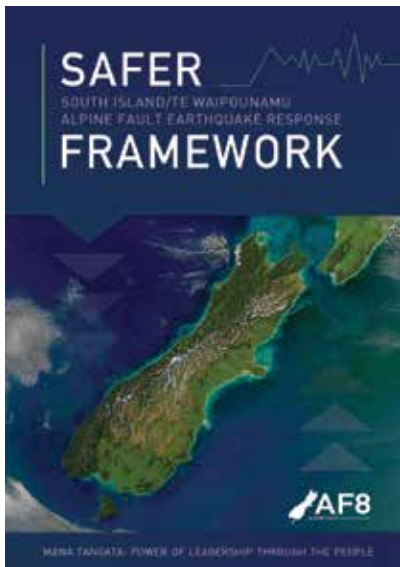 SAFER
SOUTH ISLAND/TE WAIPOUNAMU
ALPINE FAULT EARTHQUAKE RESPONSE
FRAMEWORK
AF8
MANA TANGATA- POWER OF LEADERSHIP THROUGH THE PEOPLE